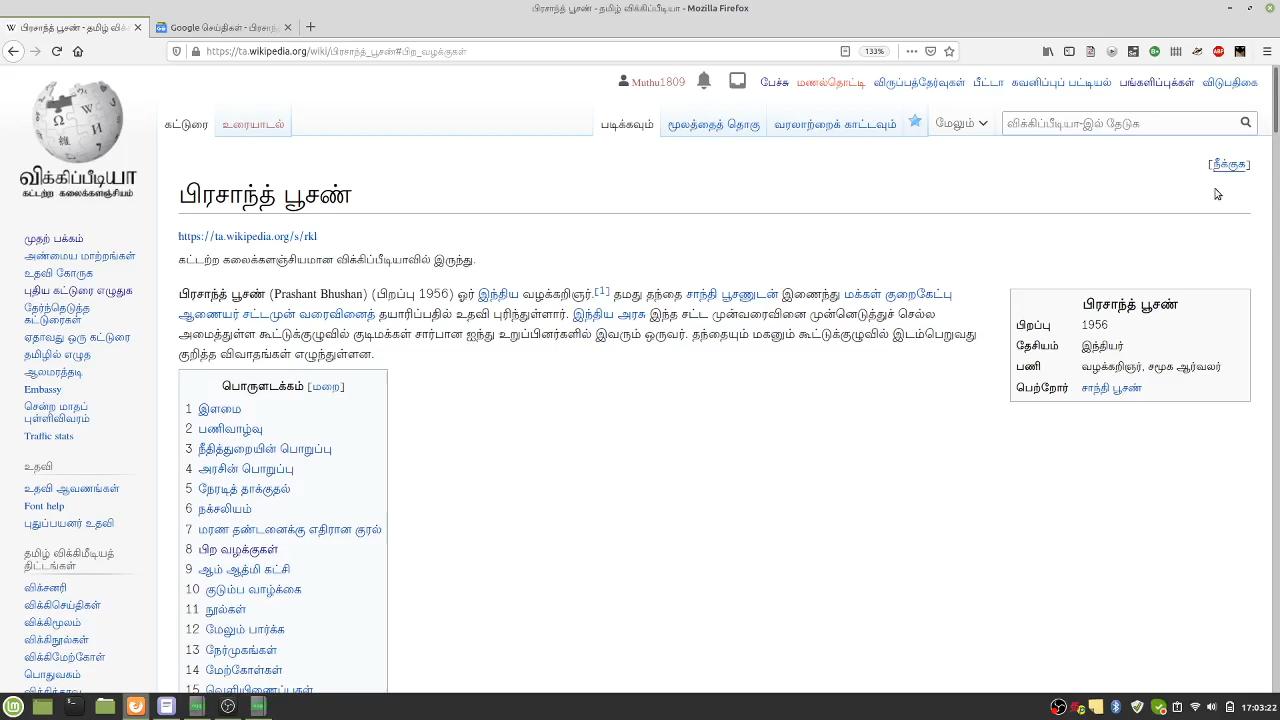 பிரசாந்த் பூசண் - தமிழ் விக்கிப்பீடியா - Mozilla Firefox
பிரசாந்த் பூசண் - தமிழ் விக்கி
Google செய்திகள் - பிரசாந்
https://ta.wikipedia.org/wiki/பிரசாந்த்_பூசண்#பிற_வழக்குகள்
133%
Muthu1809 பேச்சு மணல்தொட்டி விருப்பத்தேர்வுகள் பீட்டா கவனிப்புப் பட்டியல் பங்களிப்புக்கள் விடுபதிகை
கட்டுரை உரையாடல் படிக்கவும் மூலத்தைத் தொகு வரலாற்றைக் காட்டவும் மேலும் விக்கிப்பீடியா-இல் தேடுக
விக்கிப்பீடியா
கட்டற்ற கலைக்களஞ்சியம்
[நீக்குக]
பிரசாந்த் பூசண்
https://ta.wikipedia.org/s/rkl
கட்டற்ற கலைக்களஞ்சியமான விக்கிப்பீடியாவில் இருந்து.
பிரசாந்த் பூசண் (Prashant Bhushan) (பிறப்பு 1956) ஓர் இந்திய வழக்கறிஞர்.[1] தமது தந்தை சாந்தி பூசணுடன் இணைந்து மக்கள் குறைகேட்பு
ஆணையர் சட்டமுன் வரைவினைத் தயாரிப்பதில் உதவி புரிந்துள்ளார். இந்திய அரசு இந்த சட்ட முன்வரைவினை முன்னெடுத்துச் செல்ல
அமைத்துள்ள கூட்டுக்குழுவில் குடிமக்கள் சார்பான ஐந்து உறுப்பினர்களில் இவரும் ஒருவர். தந்தையும் மகனும் கூட்டுக்குழுவில் இடம்பெறுவது
குறித்த விவாதங்கள் எழுந்துள்ளன.
பிரசாந்த் பூசண்
பிறப்பு 1956
தேசியம் இந்தியர்
பணி வழக்கறிஞர், சமூக ஆர்வலர்
பெற்றோர் சாந்தி பூசண்
பொருளடக்கம் [மறை]
1 இளமை
2 பணிவாழ்வு
3 நீதித்துறையின் பொறுப்பு
4 அரசின் பொறுப்பு
5 நேரடித் தாக்குதல்
6 நக்சலியம்
7 மரண தண்டனைக்கு எதிரான குரல்
8 பிற வழக்குகள்
9 ஆம் ஆத்மி கட்சி
10 குடும்ப வாழ்க்கை
11 நூல்கள்
12 மேலும் பார்க்க
13 நேர்முகங்கள்
14 மேற்கோள்கள்
15 வெளியிணைப்புகள்
முதற் பக்கம்
அண்மைய மாற்றங்கள்
உதவி கோருக
புதிய கட்டுரை எழுதுக
தேர்ந்தெடுத்த
கட்டுரைகள்
ஏதாவது ஒரு கட்டுரை
தமிழில் எழுத
ஆலமரத்தடி
Embassy
சென்ற மாதப்
புள்ளிவிவரம்
Traffic stats
உதவி
உதவி ஆவணங்கள்
Font help
புதுப்பயனர் உதவி
தமிழ் விக்கிமீடியத்
திட்டங்கள்
விக்சனரி
விக்கிசெய்திகள்
விக்கிமூலம்
விக்கிநூல்கள்
விக்கிமேற்கோள்
பொதுவகம்
17:03:22